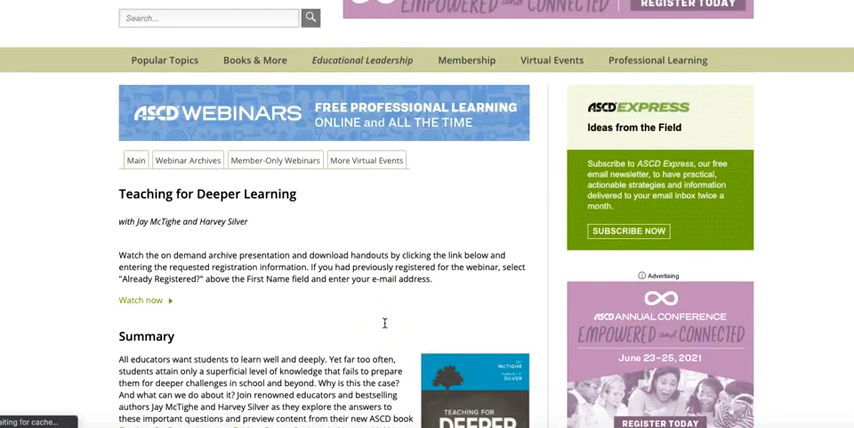 EMPOWERED and CONNECTED
REGISTER TODAY
Search...
Popular Topics
Books & More
Educational Leadership
Membership
Virtual Events
Professional Learning
ASCD WEBINARS
FREE PROFESSIONAL LEARNING
ONLINE and ALL THE TIME
Main
Webinar Archives
Member-Only Webinars
More Virtual Events
Teaching for Deeper Learning
with Jay McTighe and Harvey Silver
Watch the on demand archive presentation and download handouts by clicking the link below and
entering the requested registration information. If you had previously registered for the webinar, select
"Already Registered?" above the First Name field and enter your e-mail address.
Watch now
Summary
All educators want students to learn well and deeply. Yet far too often,
students attain only a superficial level of knowledge that fails to prepare
them for deeper challenges in school and beyond. Why is this the case?
And what can we do about it? Join renowned educators and bestselling
authors Jay McTighe and Harvey Silver as they explore the answers to
these important questions and preview content from their new ASCD book
JAY
McTIGHE
HARVEY F.
SILVER
TEACHING FOR
DEEPER
ASCD EXPRESS
Ideas from the Field
Subscribe to ASCD Express, our free
email newsletter, to have practical,
actionable strategies and information
delivered to your email inbox twice a
month.
SUBSCRIBE NOW
Advertising
ASCD ANNUAL CONFERENCE
EMPOWERED and CONNECTED
June 23–25, 2021
REGISTER TODAY
aiting for cache...